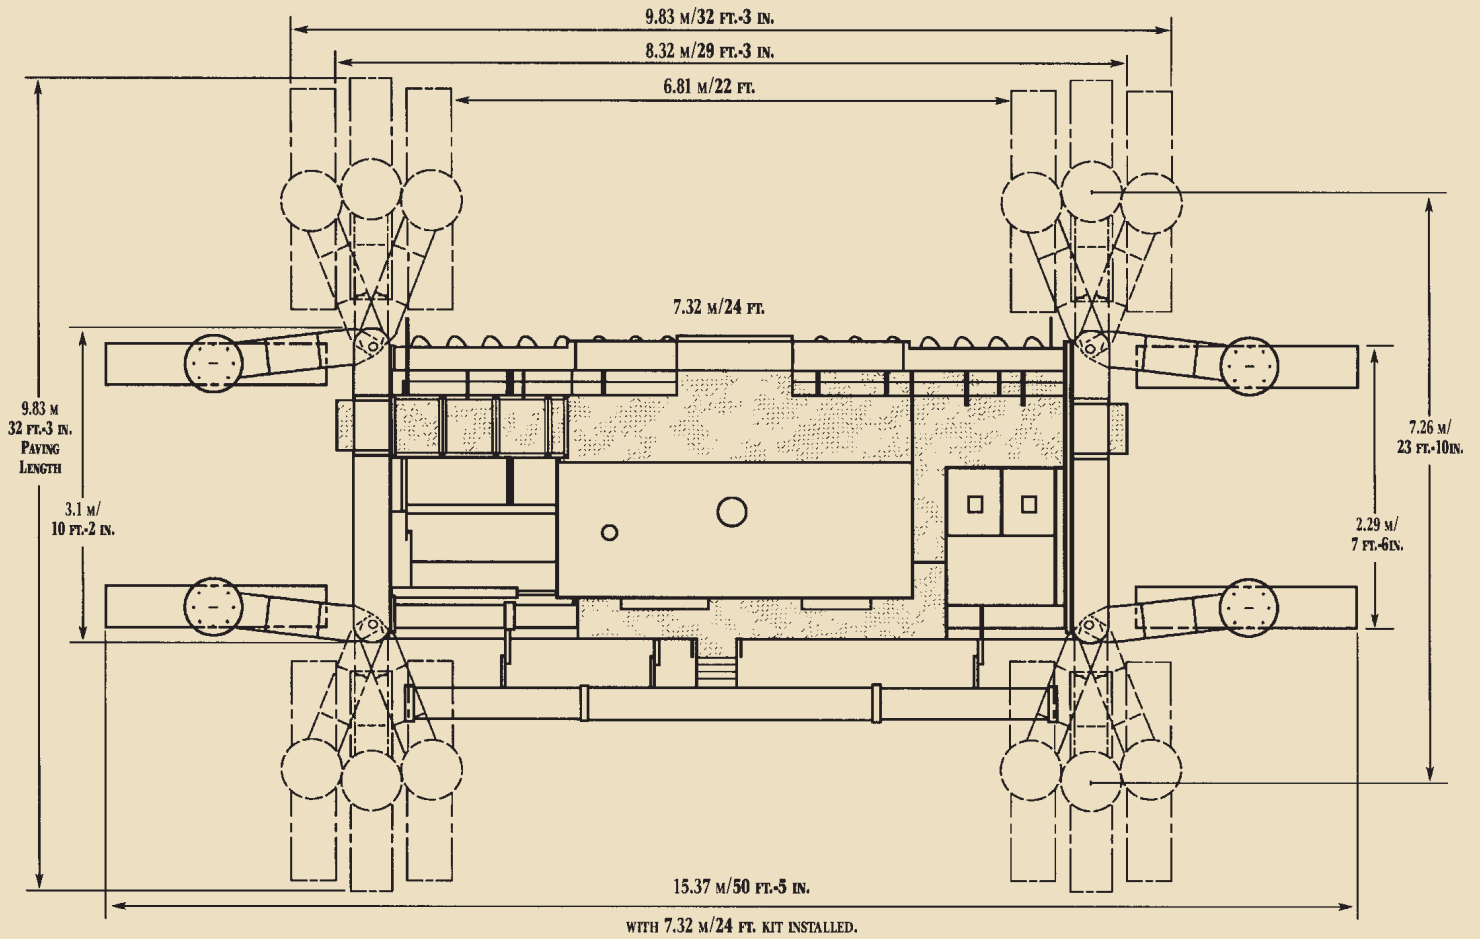 9.83 M/32 FT.-3 IN.
8.32 M/29 FT.-3 IN.
6.81 M/22 FT.
7.32 M/24 FT.
9.83 M
32 FT.-3 IN.
PAVING
LENGTH
3.1 M/
10 FT.-2 IN.
7.26 M/
23 FT.-10IN.
2.29 M/
7 FT.-6IN.
15.37 M/50 FT.-5 IN.
WITH 7.32 M/24 FT. KIT INSTALLED.